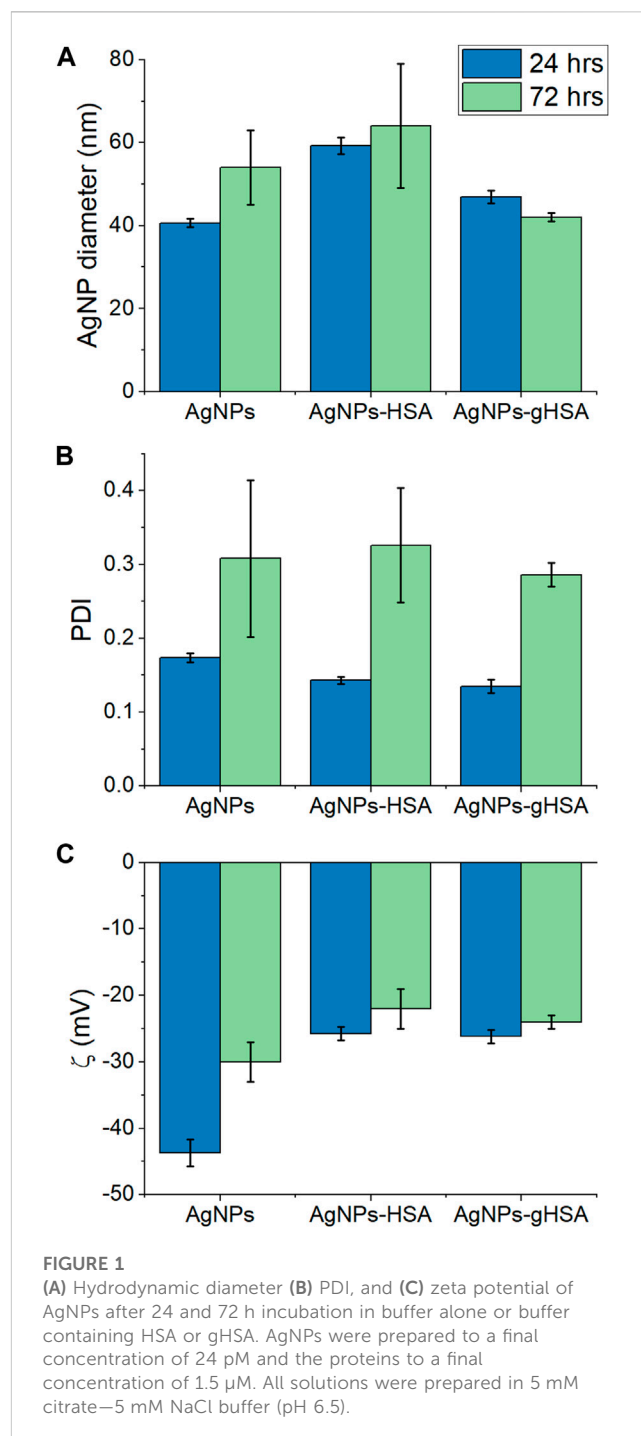 A
24 hrs
72 hrs
80
60
40
20
0
AgNP diameter (nm)
AgNPs AgNPs-HSA AgNPs-gHSA
B
0.4
0.3
0.2
0.1
0.0
PDI
AgNPs AgNPs-HSA AgNPs-gHSA
C
0
-10
-20
-30
-40
-50
ζ (mV)
AgNPs AgNPs-HSA AgNPs-gHSA
FIGURE 1
(A) Hydrodynamic diameter (B) PDI, and (C) zeta potential of
AgNPs after 24 and 72 h incubation in buffer alone or buffer
containing HSA or gHSA. AgNPs were prepared to a final
concentration of 24 pM and the proteins to a final
concentration of 1.5 µM. All solutions were prepared in 5 mM
citrate—5 mM NaCl buffer (pH 6.5).